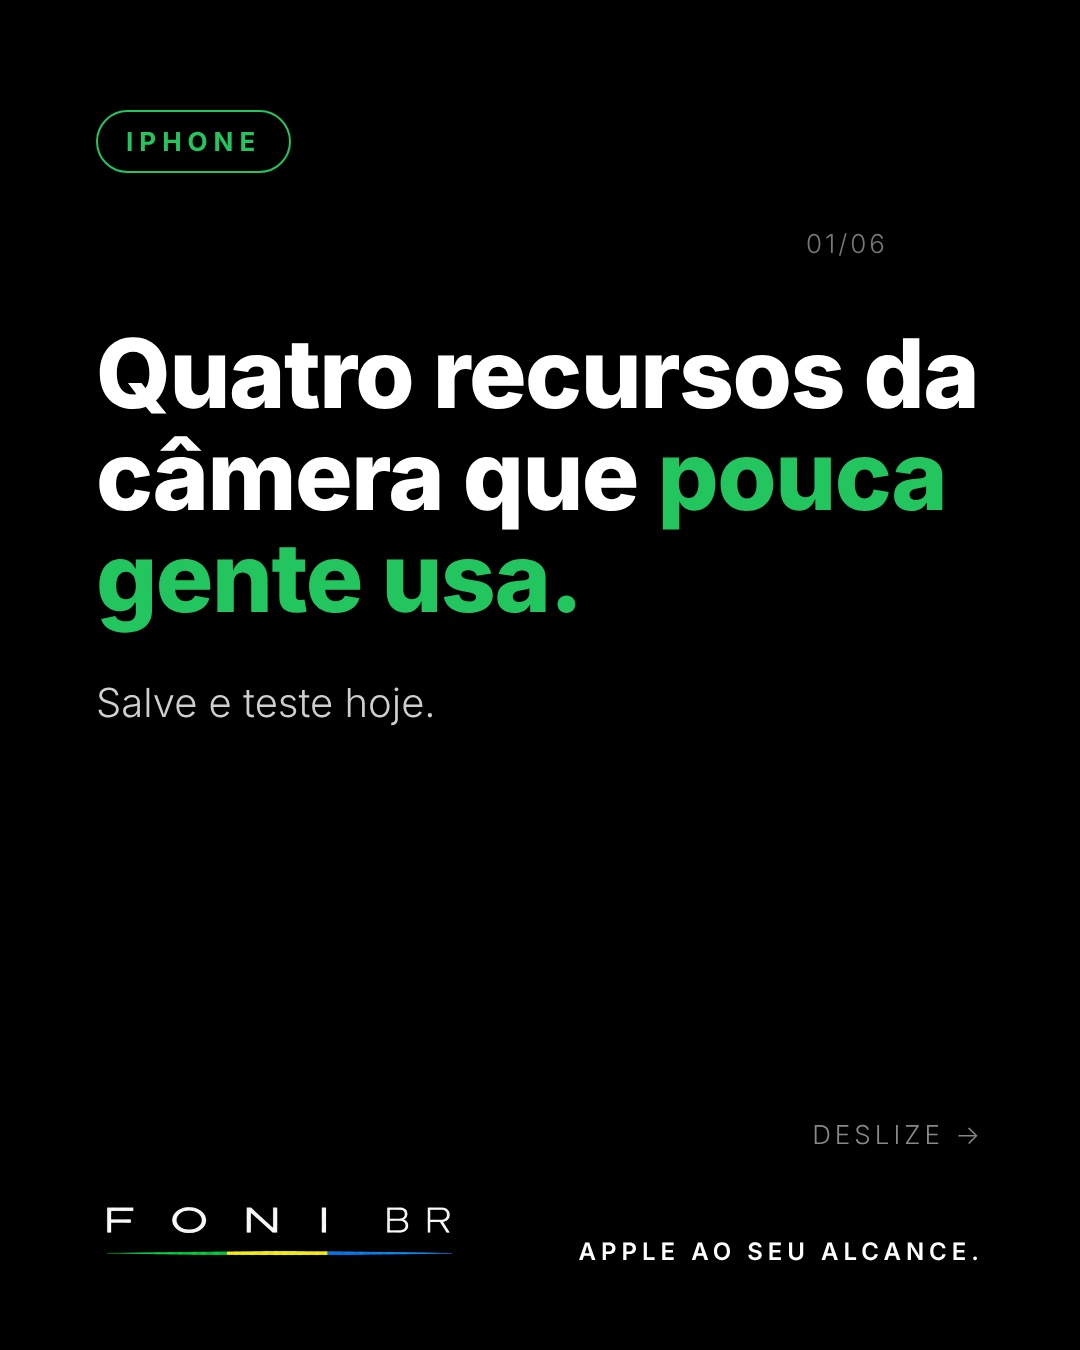 IPHONE
01/06
Quatro recursos da
câmera que pouca
gente usa.
Salve e teste hoje.
DESLIZE →
FONI BR
APPLE AO SEU ALCANCE.